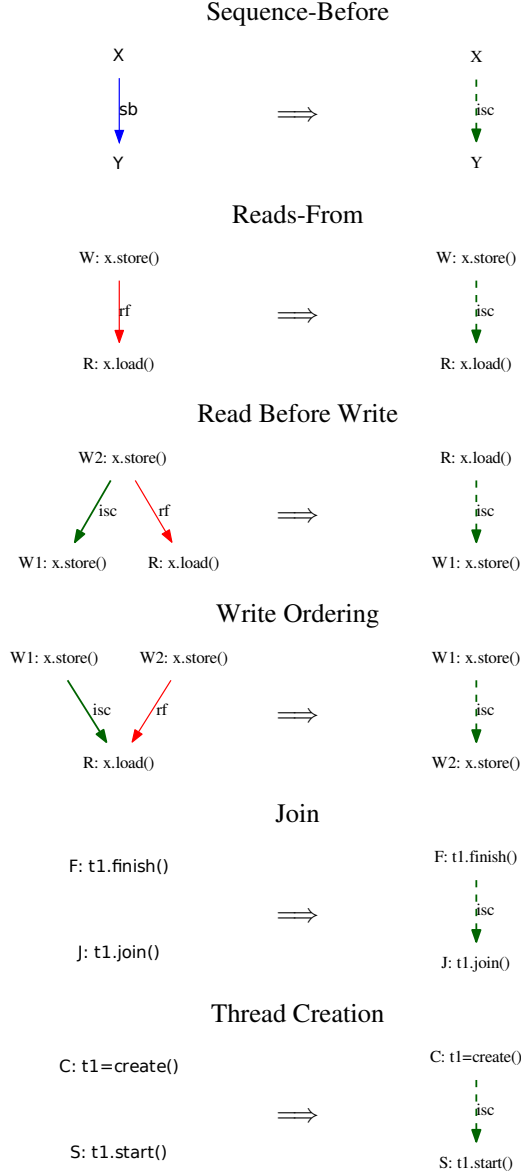 Sequence-Before
X X
sb ⟹ isc
Y Y
Reads-From
W: x.store() W: x.store()
rf ⟹ isc
R: x.load() R: x.load()
Read Before Write
W2: x.store() R: x.load()
isc rf ⟹ isc
W1: x.store() R: x.load() W1: x.store()
Write Ordering
W1: x.store() W2: x.store() W1: x.store()
isc rf ⟹ isc
R: x.load() W2: x.store()
Join
F: t1.finish() F: t1.finish()
⟹ isc
J: t1.join() J: t1.join()
Thread Creation
C: t1=create() C: t1=create()
⟹ isc
S: t1.start() S: t1.start()